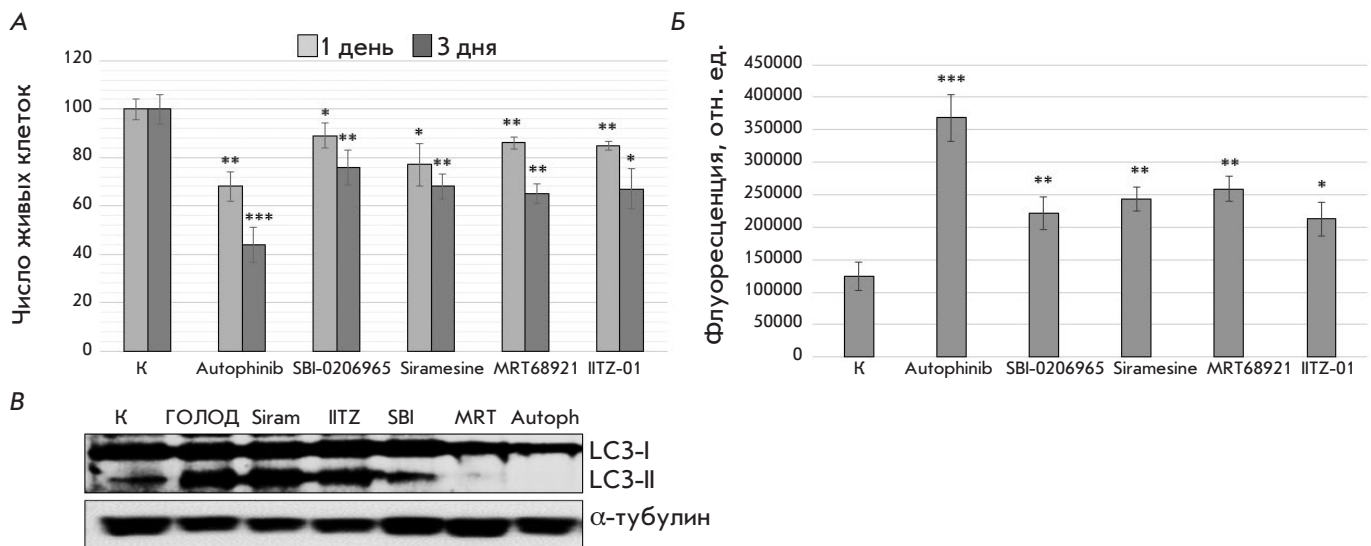 А
1 день 3 дня
Число живых клеток
120
100
80
60
40
20
0
* ** * ** ** ** ** ** * ***
К Autophinib SBI-0206965 Siramesine MRT68921 IITZ-01
Б
Флуоресценция, отн. ед.
450000
400000
350000
300000
250000
200000
150000
100000
50000
0
*** ** ** ** *
К Autophinib SBI-0206965 Siramesine MRT68921 IITZ-01
В
К ГОЛОД Siram IITZ SBI MRT Autoph
LC3-I
LC3-II
α-тубулин